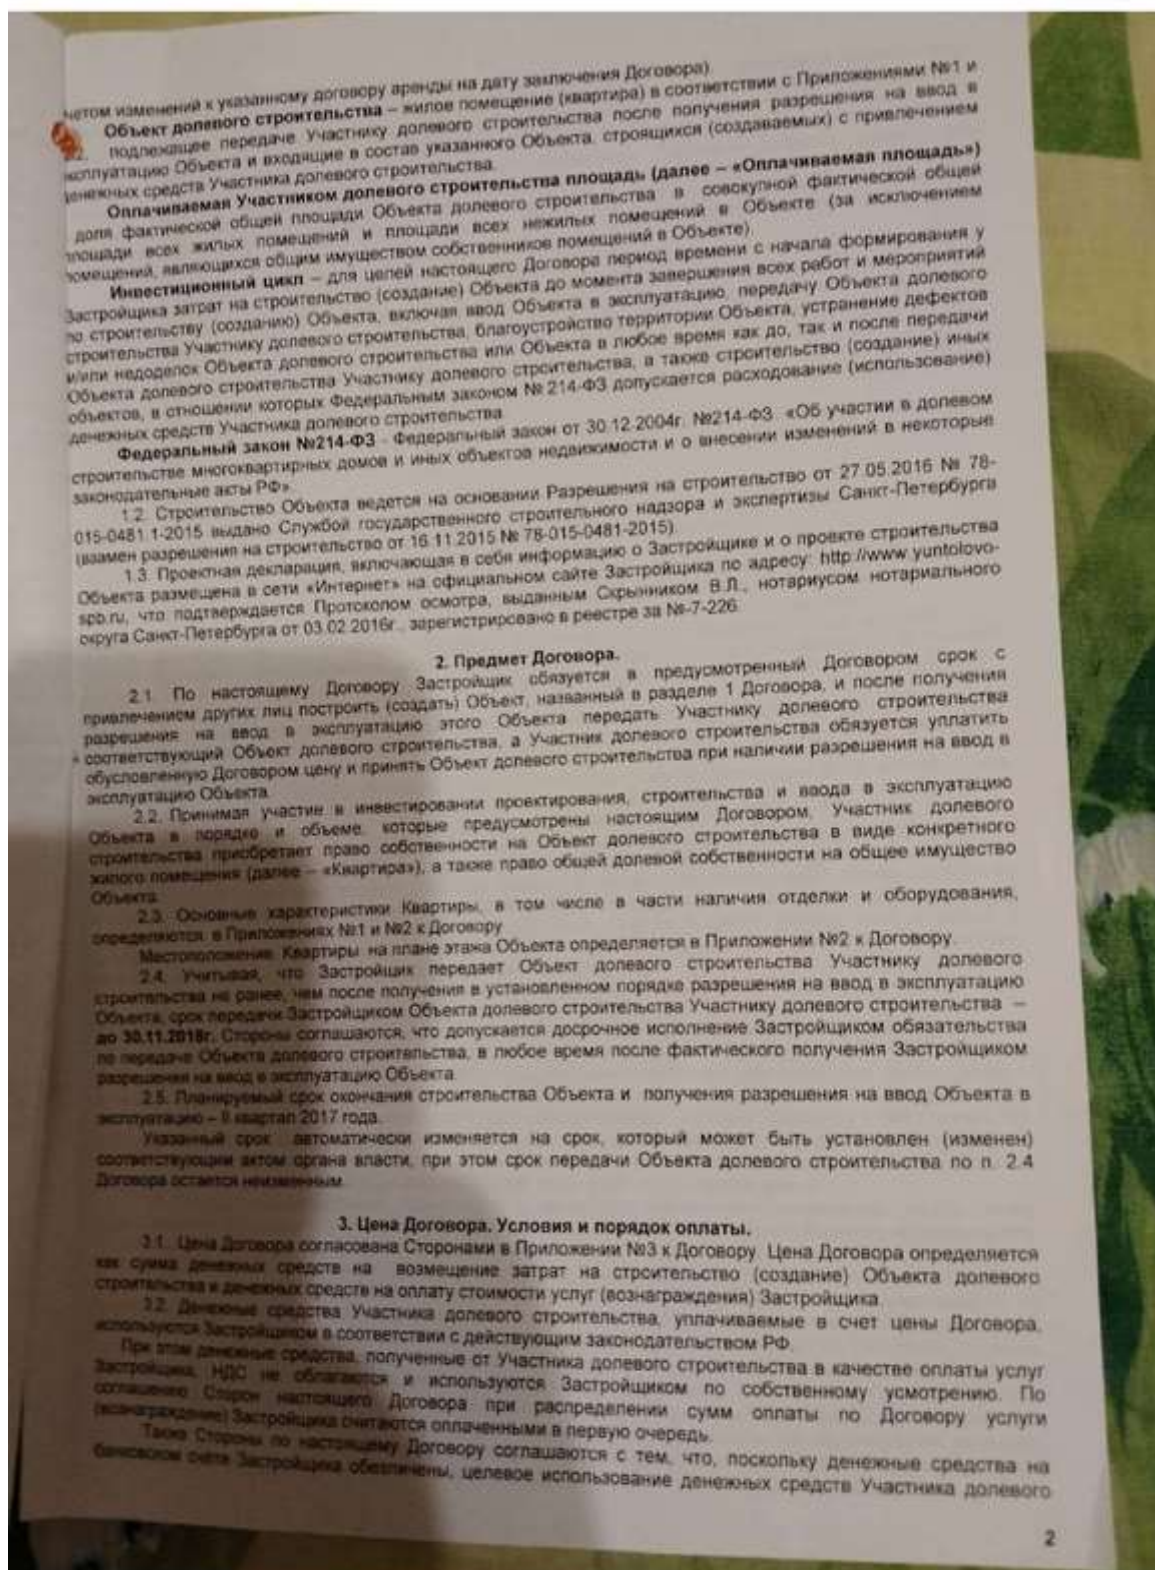 четом изменений к указанному договору аренды на дату заключения Договора).
Объект долевого строительства – жилое помещение (квартира) в соответствии с Приложениями №1 и
подлежащее передаче Участнику долевого строительства после получения разрешения на ввод в
эксплуатацию Объекта и входящие в состав указанного Объекта, строящихся (создаваемых) с привлечением
денежных средств Участника долевого строительства.
Оплачиваемая Участником долевого строительства площадь (далее – «Оплачиваемая площадь»)
доля фактической общей площади Объекта долевого строительства в совокупной фактической общей
площади всех жилых помещений и площади всех нежилых помещений в Объекте (за исключением
помещений, являющихся общим имуществом собственников помещений в Объекте).
Инвестиционный цикл – для целей настоящего Договора период времени с начала формирования у
Застройщика затрат на строительство (создание) Объекта до момента завершения всех работ и мероприятий
по строительству (созданию) Объекта, включая ввод Объекта в эксплуатацию, передачу Объекта долевого
строительства Участнику долевого строительства, благоустройство территории Объекта, устранение дефектов
и/или недоделок Объекта долевого строительства или Объекта в любое время как до, так и после передачи
Объекта долевого строительства Участнику долевого строительства, а также строительство (создание) иных
объектов, в отношении которых Федеральным законом № 214-ФЗ допускается расходование (использование)
денежных средств Участника долевого строительства.
Федеральный закон №214-ФЗ - Федеральный закон от 30.12.2004г. №214-ФЗ «Об участии в долевом
строительстве многоквартирных домов и иных объектов недвижимости и о внесении изменений в некоторые
законодательные акты РФ».
1.2. Строительство Объекта ведется на основании Разрешения на строительство от 27.05.2016 № 78-
015-0481.1-2015 выдано Службой государственного строительного надзора и экспертизы Санкт-Петербурга
(взамен разрешения на строительство от 16.11.2015 № 78-015-0481-2015).
1.3. Проектная декларация, включающая в себя информацию о Застройщике и о проекте строительства
Объекта размещена в сети «Интернет» на официальном сайте Застройщика по адресу: http://www.yuntolovo-
spb.ru, что подтверждается Протоколом осмотра, выданным Скрынником В.Л., нотариусом нотариального
округа Санкт-Петербурга от 03.02.2016г., зарегистрировано в реестре за №-7-226.
2. Предмет Договора.
2.1. По настоящему Договору Застройщик обязуется в предусмотренный Договором срок с
привлечением других лиц построить (создать) Объект, названный в разделе 1 Договора, и после получения
разрешения на ввод в эксплуатацию этого Объекта передать Участнику долевого строительства
соответствующий Объект долевого строительства, а Участник долевого строительства обязуется уплатить
обусловленную Договором цену и принять Объект долевого строительства при наличии разрешения на ввод в
эксплуатацию Объекта.
2.2. Принимая участие в инвестировании проектирования, строительства и ввода в эксплуатацию
Объекта в порядке и объеме, которые предусмотрены настоящим Договором, Участник долевого
строительства приобретает право собственности на Объект долевого строительства в виде конкретного
жилого помещения (далее – «Квартира»), а также право общей долевой собственности на общее имущество
Объекта.
2.3. Основные характеристики Квартиры, в том числе в части наличия отделки и оборудования,
определяются в Приложениях №1 и №2 к Договору
Местоположение Квартиры на плане этажа Объекта определяется в Приложении №2 к Договору.
2.4. Учитывая, что Застройщик передает Объект долевого строительства Участнику долевого
строительства не ранее, чем после получения в установленном порядке разрешения на ввод в эксплуатацию
Объекта, срок передачи Застройщиком Объекта долевого строительства Участнику долевого строительства –
до 30.11.2018г. Стороны соглашаются, что допускается досрочное исполнение Застройщиком обязательства
по передаче Объекта долевого строительства, в любое время после фактического получения Застройщиком
разрешения на ввод в эксплуатацию Объекта.
2.5. Планируемый срок окончания строительства Объекта и получения разрешения на ввод Объекта в
эксплуатацию – II квартал 2017 года.
Указанный срок автоматически изменяется на срок, который может быть установлен (изменен)
соответствующим актом органа власти, при этом срок передачи Объекта долевого строительства по п. 2.4
Договора остается неизменным.
3. Цена Договора. Условия и порядок оплаты.
3.1. Цена Договора согласована Сторонами в Приложении №3 к Договору. Цена Договора определяется
как сумма денежных средств на возмещение затрат на строительство (создание) Объекта долевого
строительства и денежных средств на оплату стоимости услуг (вознаграждения) Застройщика.
3.2. Денежные средства Участника долевого строительства, уплачиваемые в счет цены Договора,
используются Застройщиком в соответствии с действующим законодательством РФ.
При этом денежные средства, полученные от Участника долевого строительства в качестве оплаты услуг
Застройщика, НДС не облагаются и используются Застройщиком по собственному усмотрению. По
соглашению Сторон настоящего Договора при распределении сумм оплаты по Договору услуги
(вознаграждение) Застройщика считаются оплаченными в первую очередь.
Также Стороны по настоящему Договору соглашаются с тем, что, поскольку денежные средства на
банковском счете Застройщика обезличены, целевое использование денежных средств Участника долевого
2